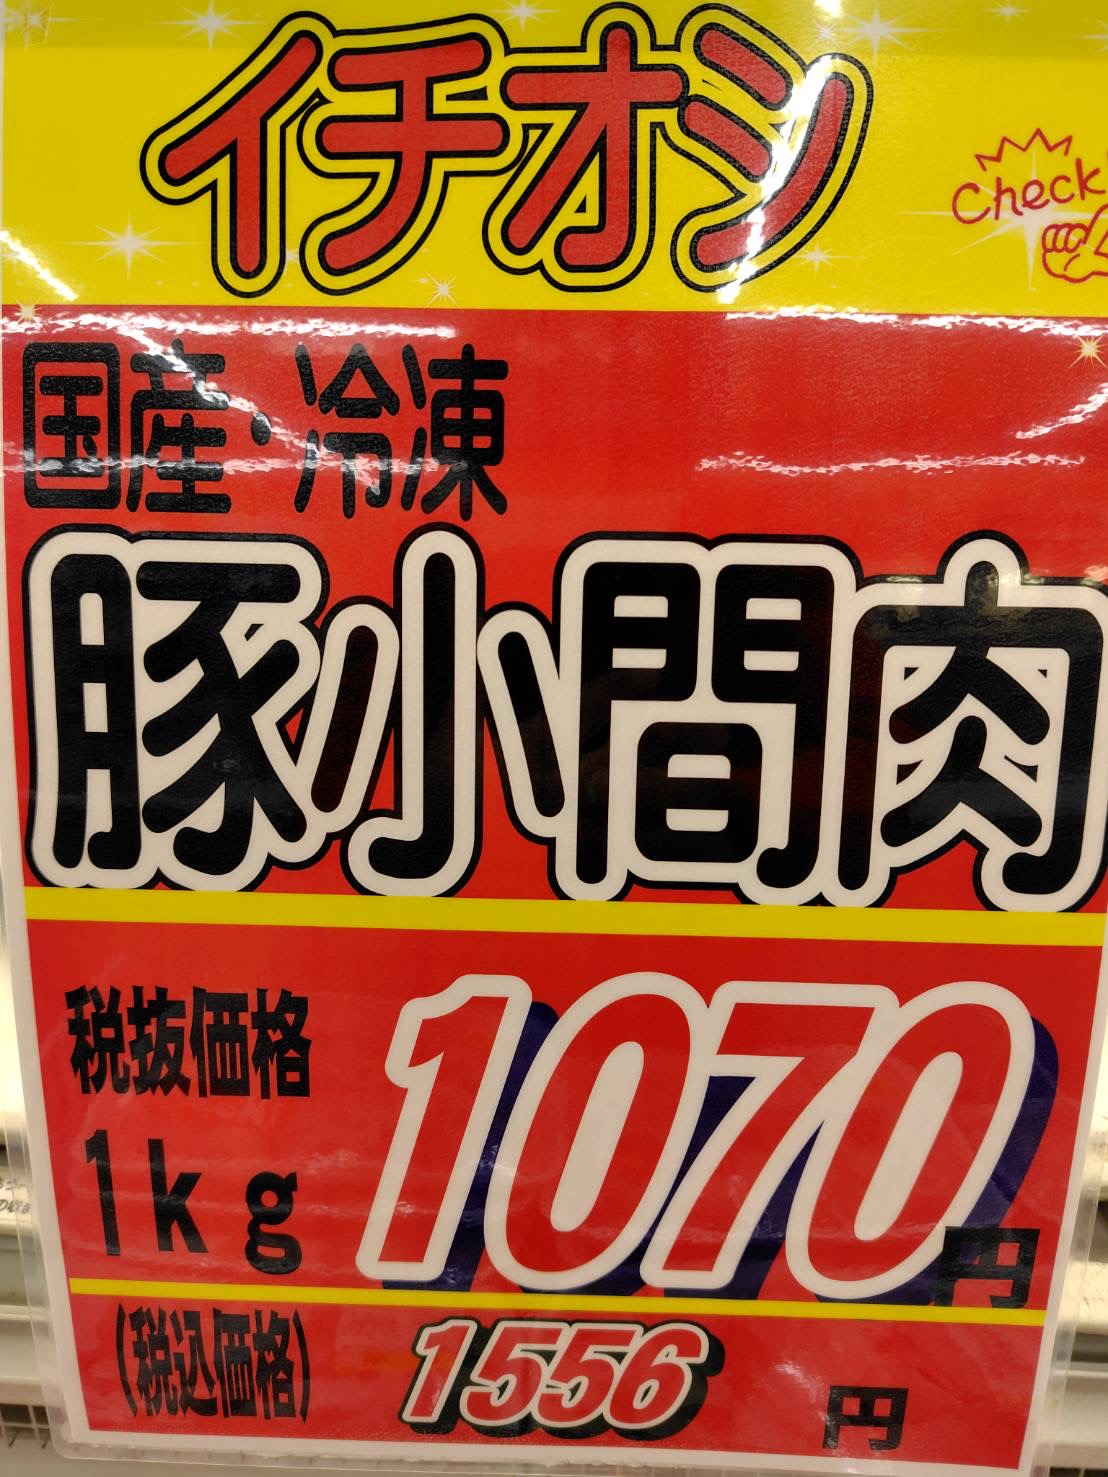 イチオシ
Check
国産・冷凍
豚小間肉
税抜価格
1kg
1070円
(税込価格) 1556円